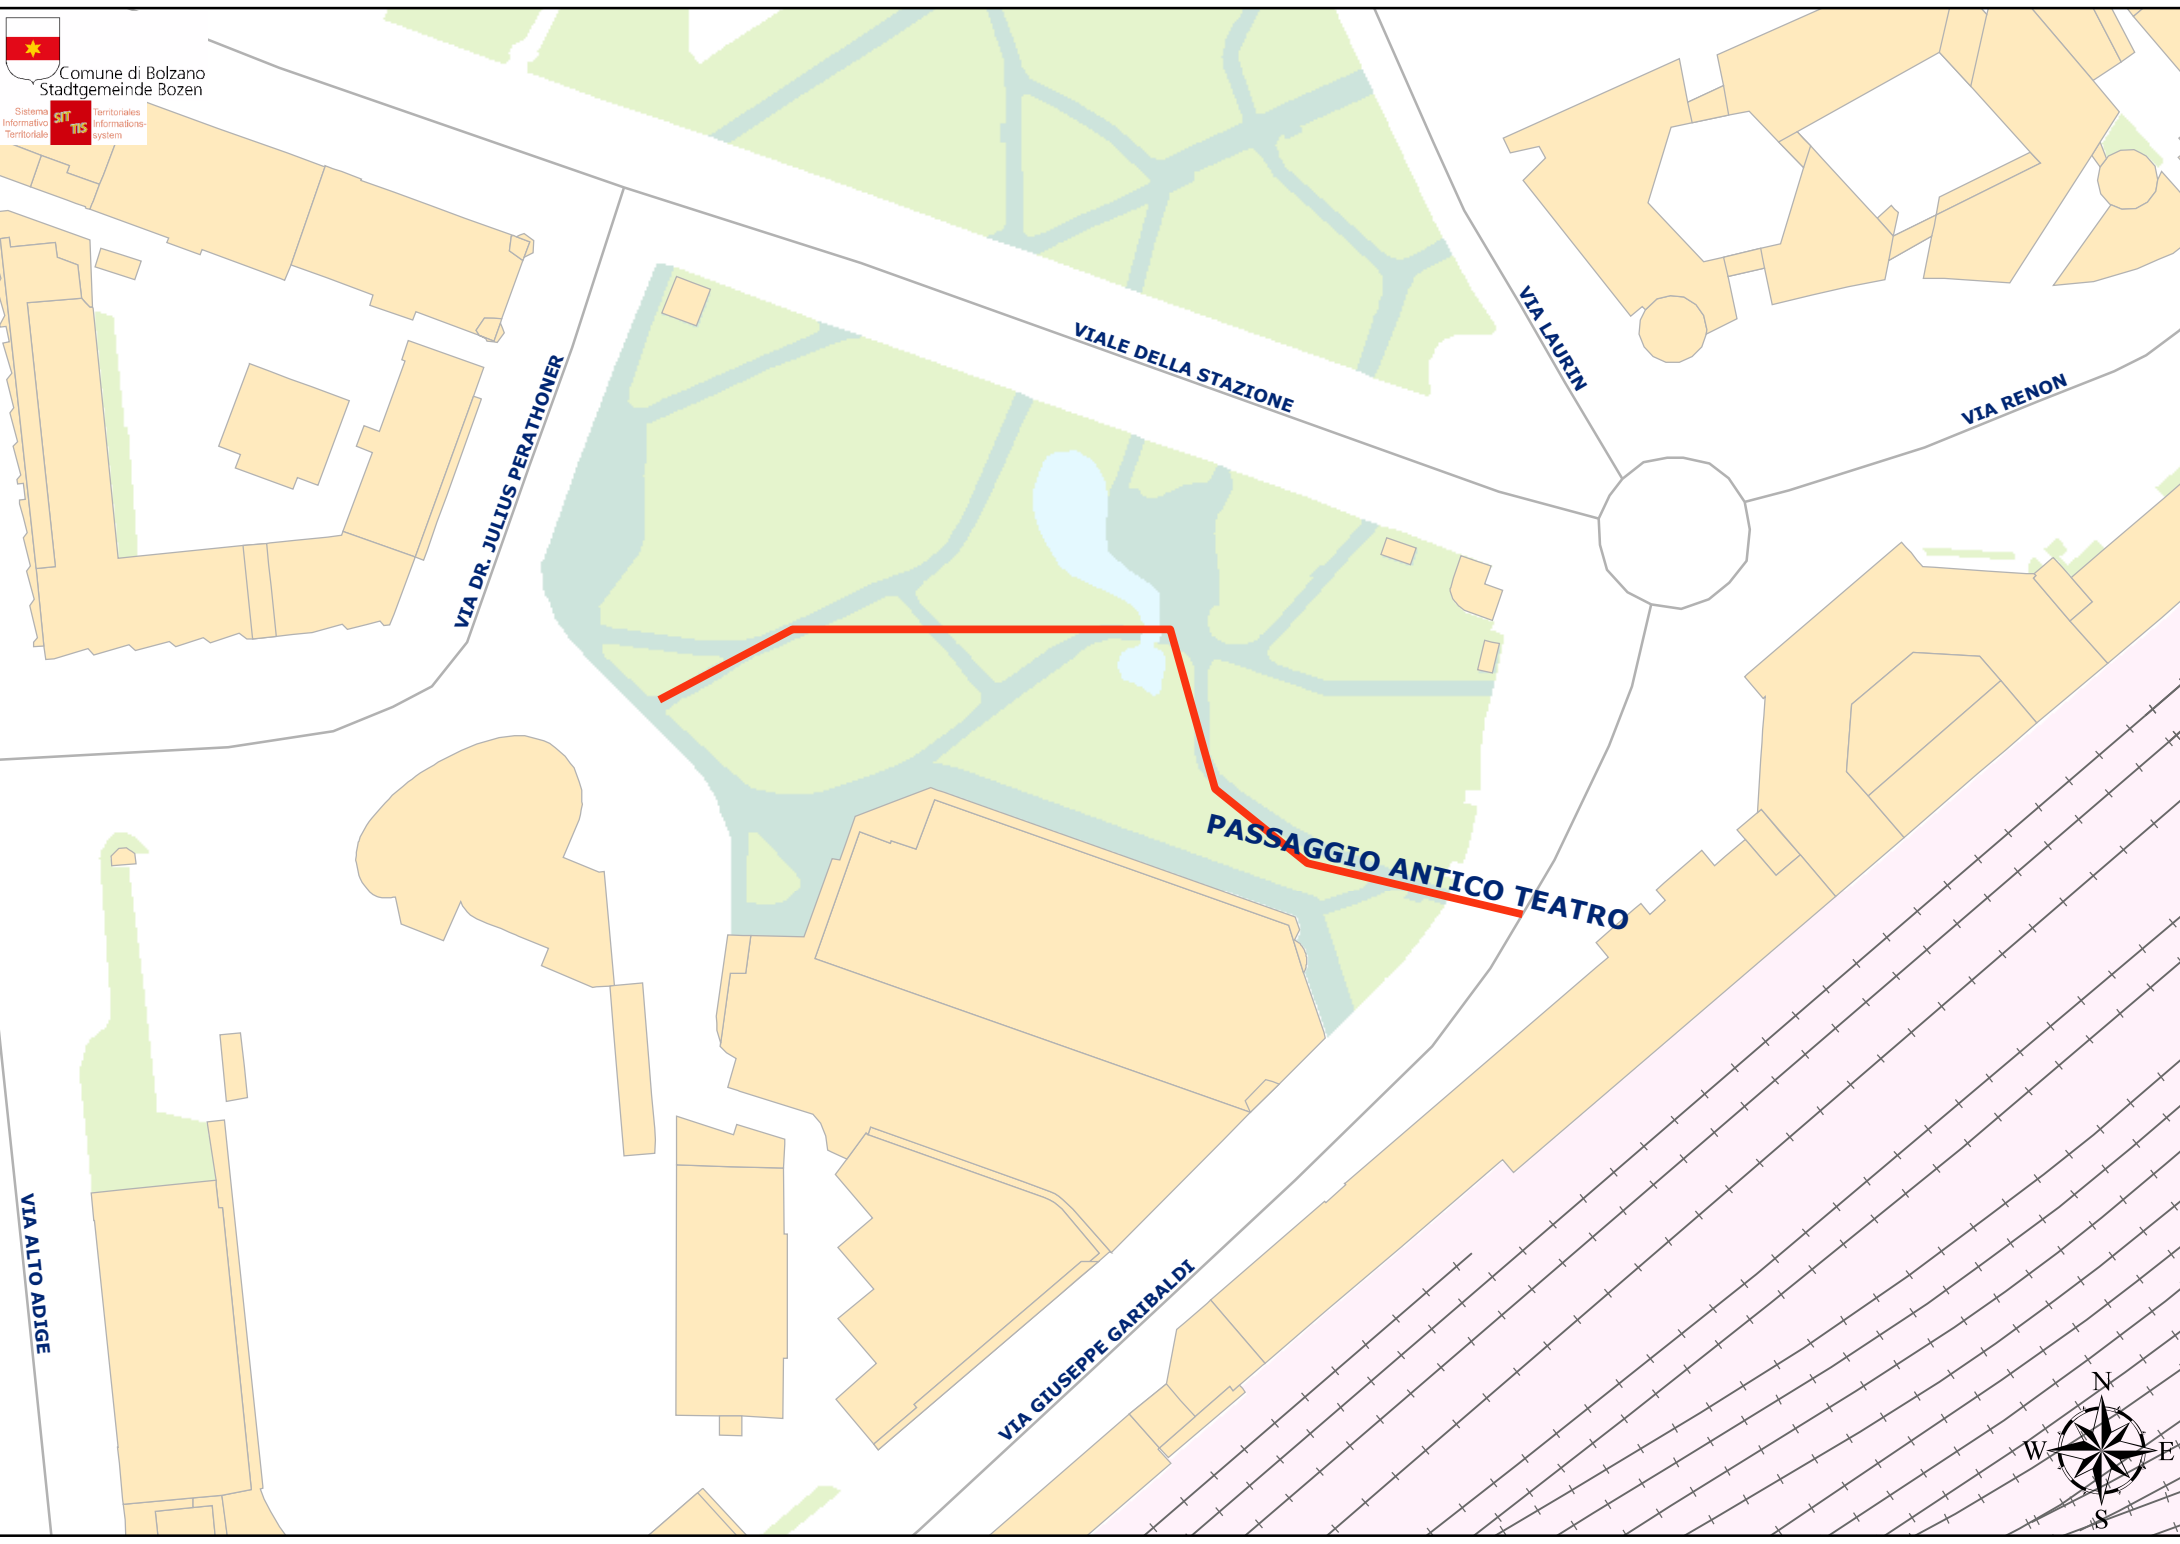 Comune di Bolzano
Stadtgemeinde Bozen
Sistema
Informativo
Territoriale
SIT
TIS
Territoriales
Informations-
system
VIA DR. JULIUS PERATHONER
VIALE DELLA STAZIONE
VIA LAURIN
VIA RENON
PASSAGGIO ANTICO TEATRO
VIA ALTO ADIGE
VIA GIUSEPPE GARIBALDI
N
W
E
S